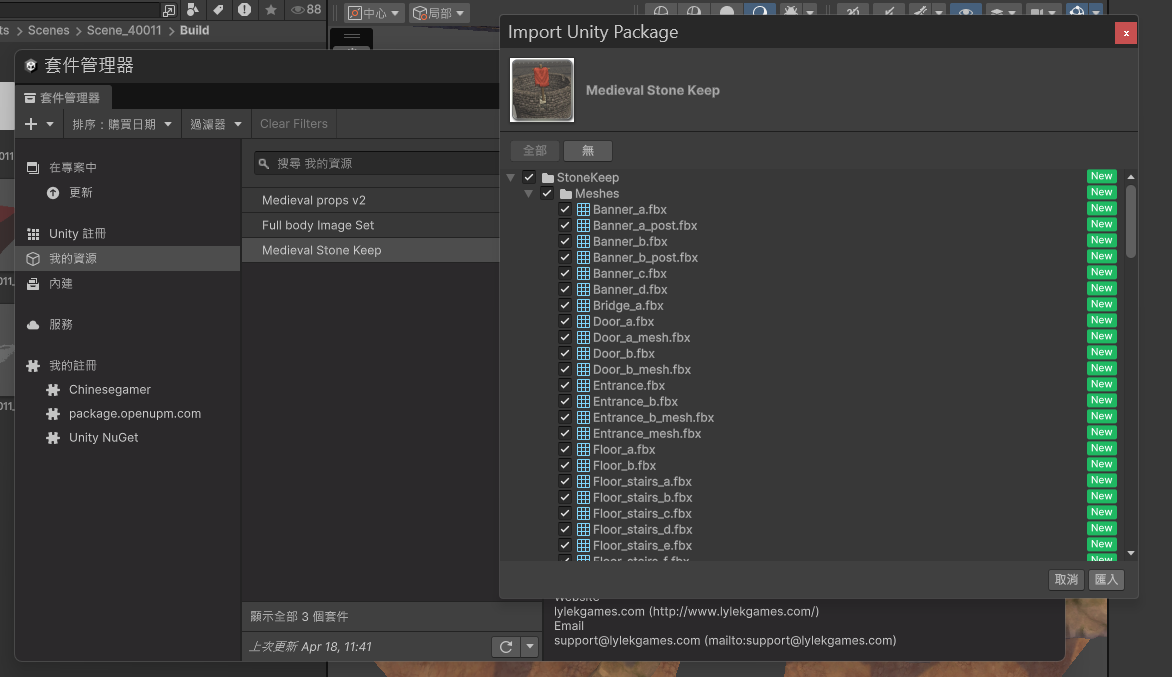 88
中心
局部
ts > Scenes > Scene_40011 > Build
套件管理器
套件管理器
排序：購買日期
過濾器
Clear Filters
在專案中
更新
Unity 註冊
我的資源
內建
服務
我的註冊
Chinesegamer
package.openupm.com
Unity NuGet
搜尋 我的資源
Medieval props v2
Full body Image Set
Medieval Stone Keep
顯示全部 3 個套件
上次更新 Apr 18, 11:41
Import Unity Package
x
Medieval Stone Keep
全部
無
StoneKeep New
Meshes New
Banner_a.fbx New
Banner_a_post.fbx New
Banner_b.fbx New
Banner_b_post.fbx New
Banner_c.fbx New
Banner_d.fbx New
Bridge_a.fbx New
Door_a.fbx New
Door_a_mesh.fbx New
Door_b.fbx New
Door_b_mesh.fbx New
Entrance.fbx New
Entrance_b.fbx New
Entrance_b_mesh.fbx New
Entrance_mesh.fbx New
Floor_a.fbx New
Floor_b.fbx New
Floor_stairs_a.fbx New
Floor_stairs_b.fbx New
Floor_stairs_c.fbx New
Floor_stairs_d.fbx New
Floor_stairs_e.fbx New
Floor_stairs_f.fbx New
取消
匯入
Website
lylekgames.com (http://www.lylekgames.com/)
Email
support@lylekgames.com (mailto:support@lylekgames.com)
011
011,
011,